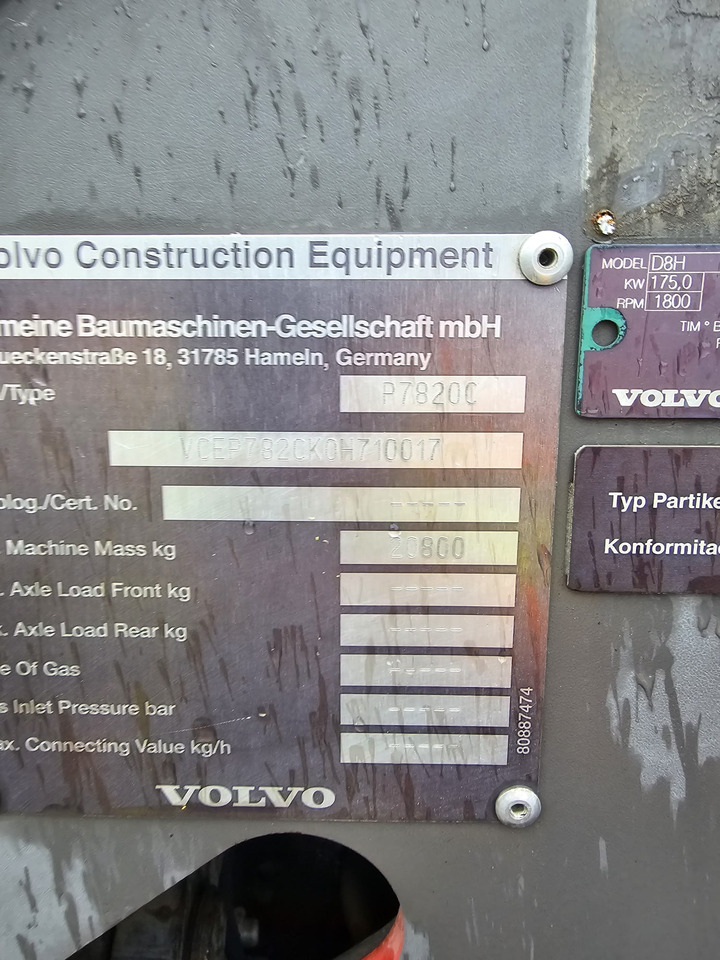 olvo Construction Equipment
meine Baumaschinen-Gesellschaft mbH
ueckenstraße 18, 31785 Hameln, Germany
/Type P7820C
VCEP7820KOH710017
olog./Cert. No. -----
. Machine Mass kg 20800
. Axle Load Front kg -----
x. Axle Load Rear kg -----
e Of Gas -----
s Inlet Pressure bar -----
ax. Connecting Value kg/h -----
80887474
VOLVO
MODEL D8H
KW 175,0
RPM 1800
TIM ° B
VOLVO
Typ Partike
Konformita